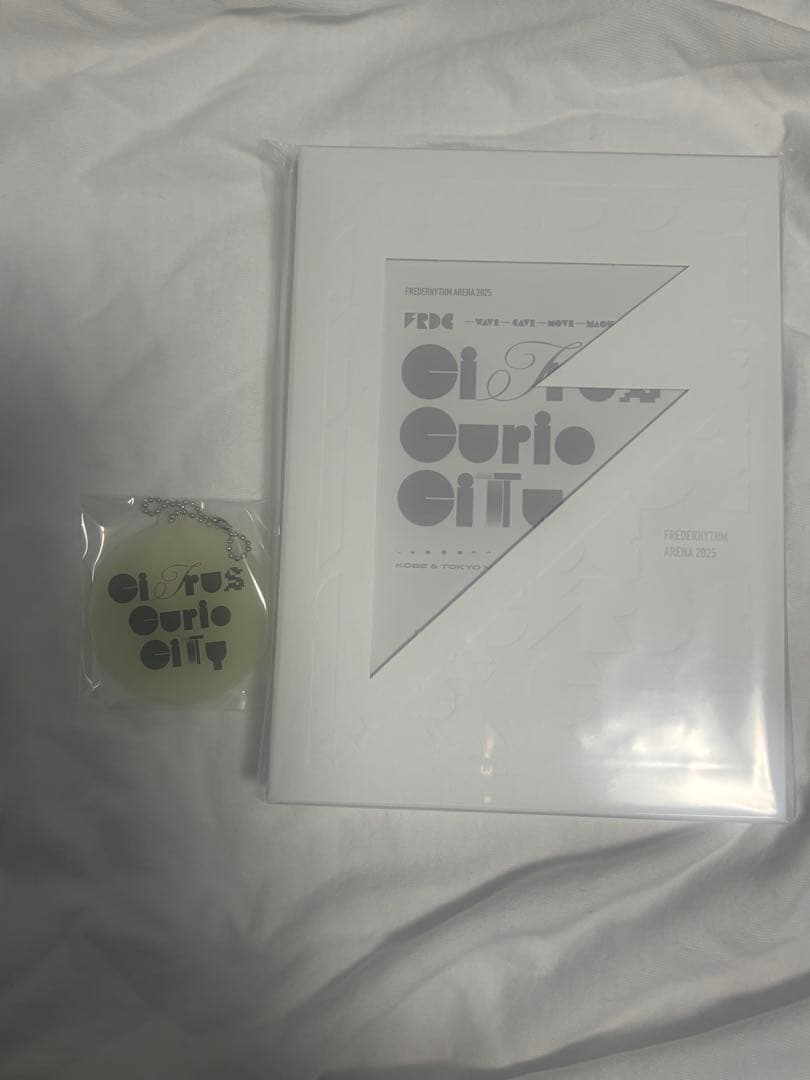 FREDERHYTHM ARENA 2025
FRDC —WAVE—CAVE—MOVE—
Citrus
Curio
City
KOBE & TOKYO
FREDERHYTHM
ARENA 2025
Citrus
Curio
City